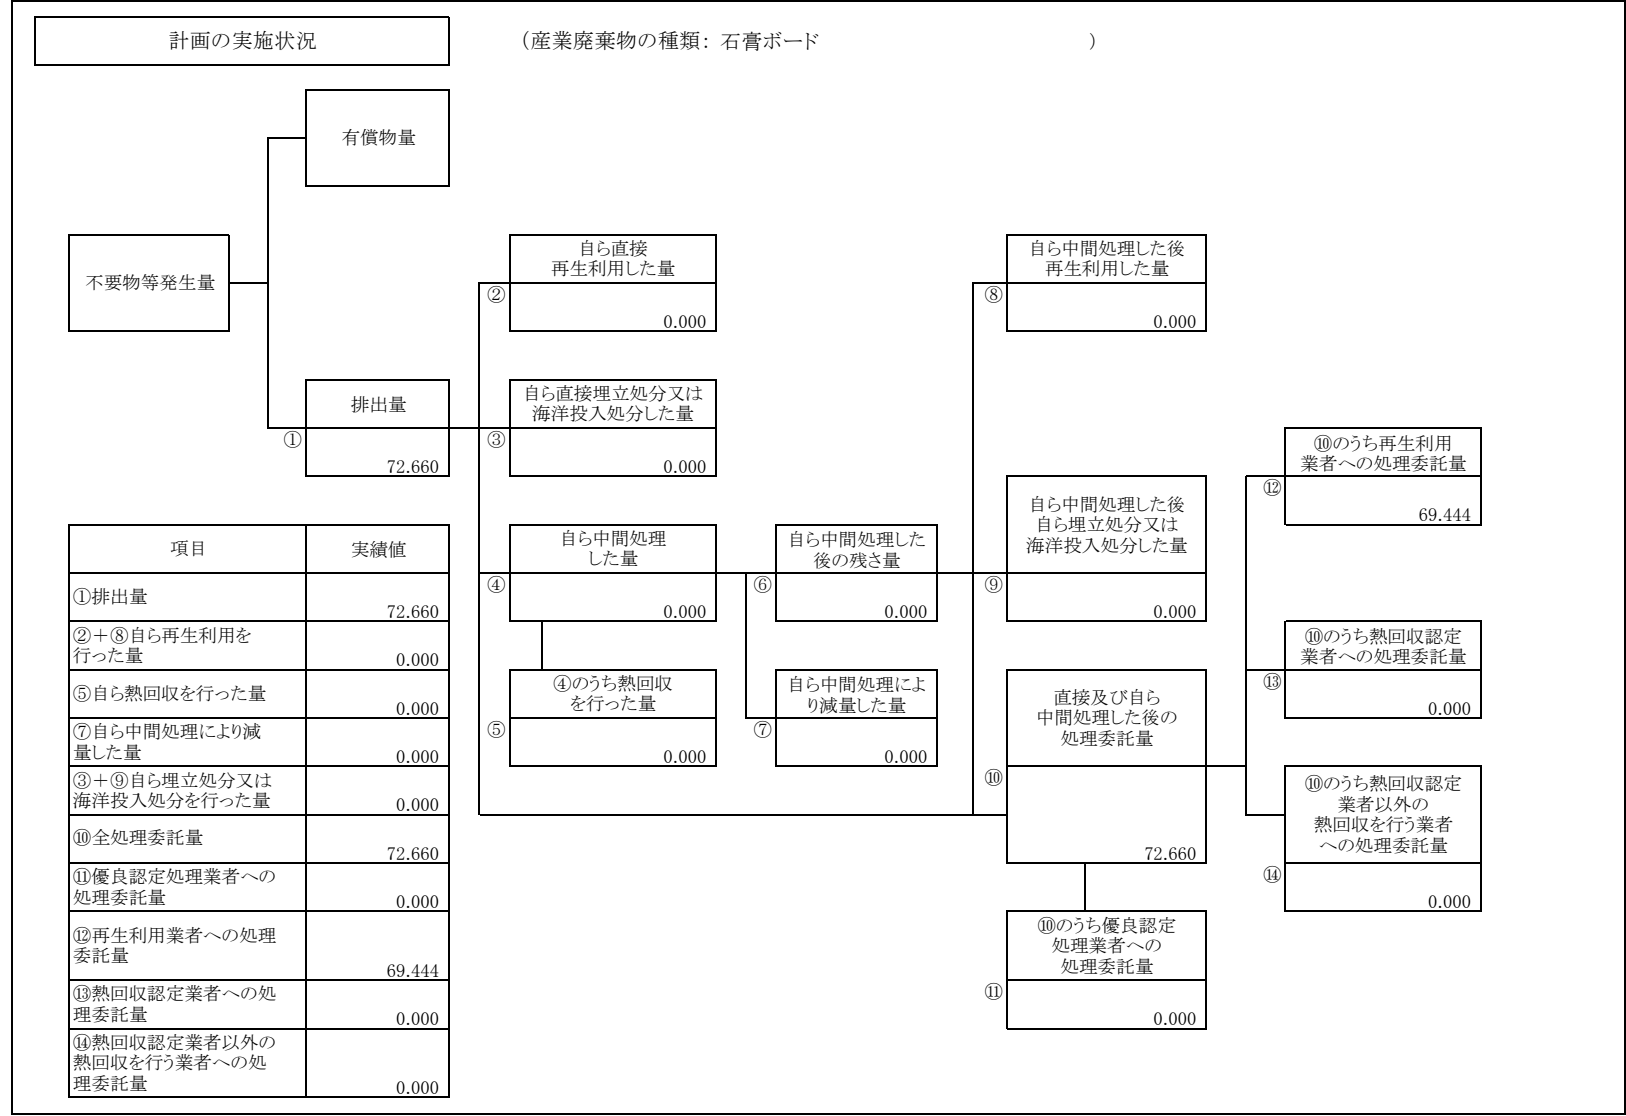 計画の実施状況
（産業廃棄物の種類：石膏ボード　　　　　）
有償物量
不要物等発生量
自ら直接
再生利用した量
②
0.000
自ら中間処理した後
再生利用した量
⑧
0.000
排出量
①
72.660
自ら直接埋立処分又は
海洋投入処分した量
③
0.000
⑩のうち再生利用
業者への処理委託量
⑫
69.444
自ら中間処理
した量
④
0.000
自ら中間処理した
後の残さ量
⑥
0.000
自ら中間処理した後
自ら埋立処分又は
海洋投入処分した量
⑨
0.000
⑩のうち熱回収認定
業者への処理委託量
⑬
0.000
④のうち熱回収
を行った量
⑤
0.000
自ら中間処理によ
り減量した量
⑦
0.000
直接及び自ら
中間処理した後の
処理委託量
⑩
72.660
⑩のうち熱回収認定
業者以外の
熱回収を行う業者
への処理委託量
⑭
0.000
⑩のうち優良認定
処理業者への
処理委託量
⑪
0.000
項目　実績値
①排出量
72.660
②＋⑧自ら再生利用を
行った量
0.000
⑤自ら熱回収を行った量
0.000
⑦自ら中間処理により減
量した量
0.000
③＋⑨自ら埋立処分又は
海洋投入処分を行った量
0.000
⑩全処理委託量
72.660
⑪優良認定処理業者への
処理委託量
0.000
⑫再生利用業者への処理
委託量
69.444
⑬熱回収認定業者への処
理委託量
0.000
⑭熱回収認定業者以外の
熱回収を行う業者への処
理委託量
0.000